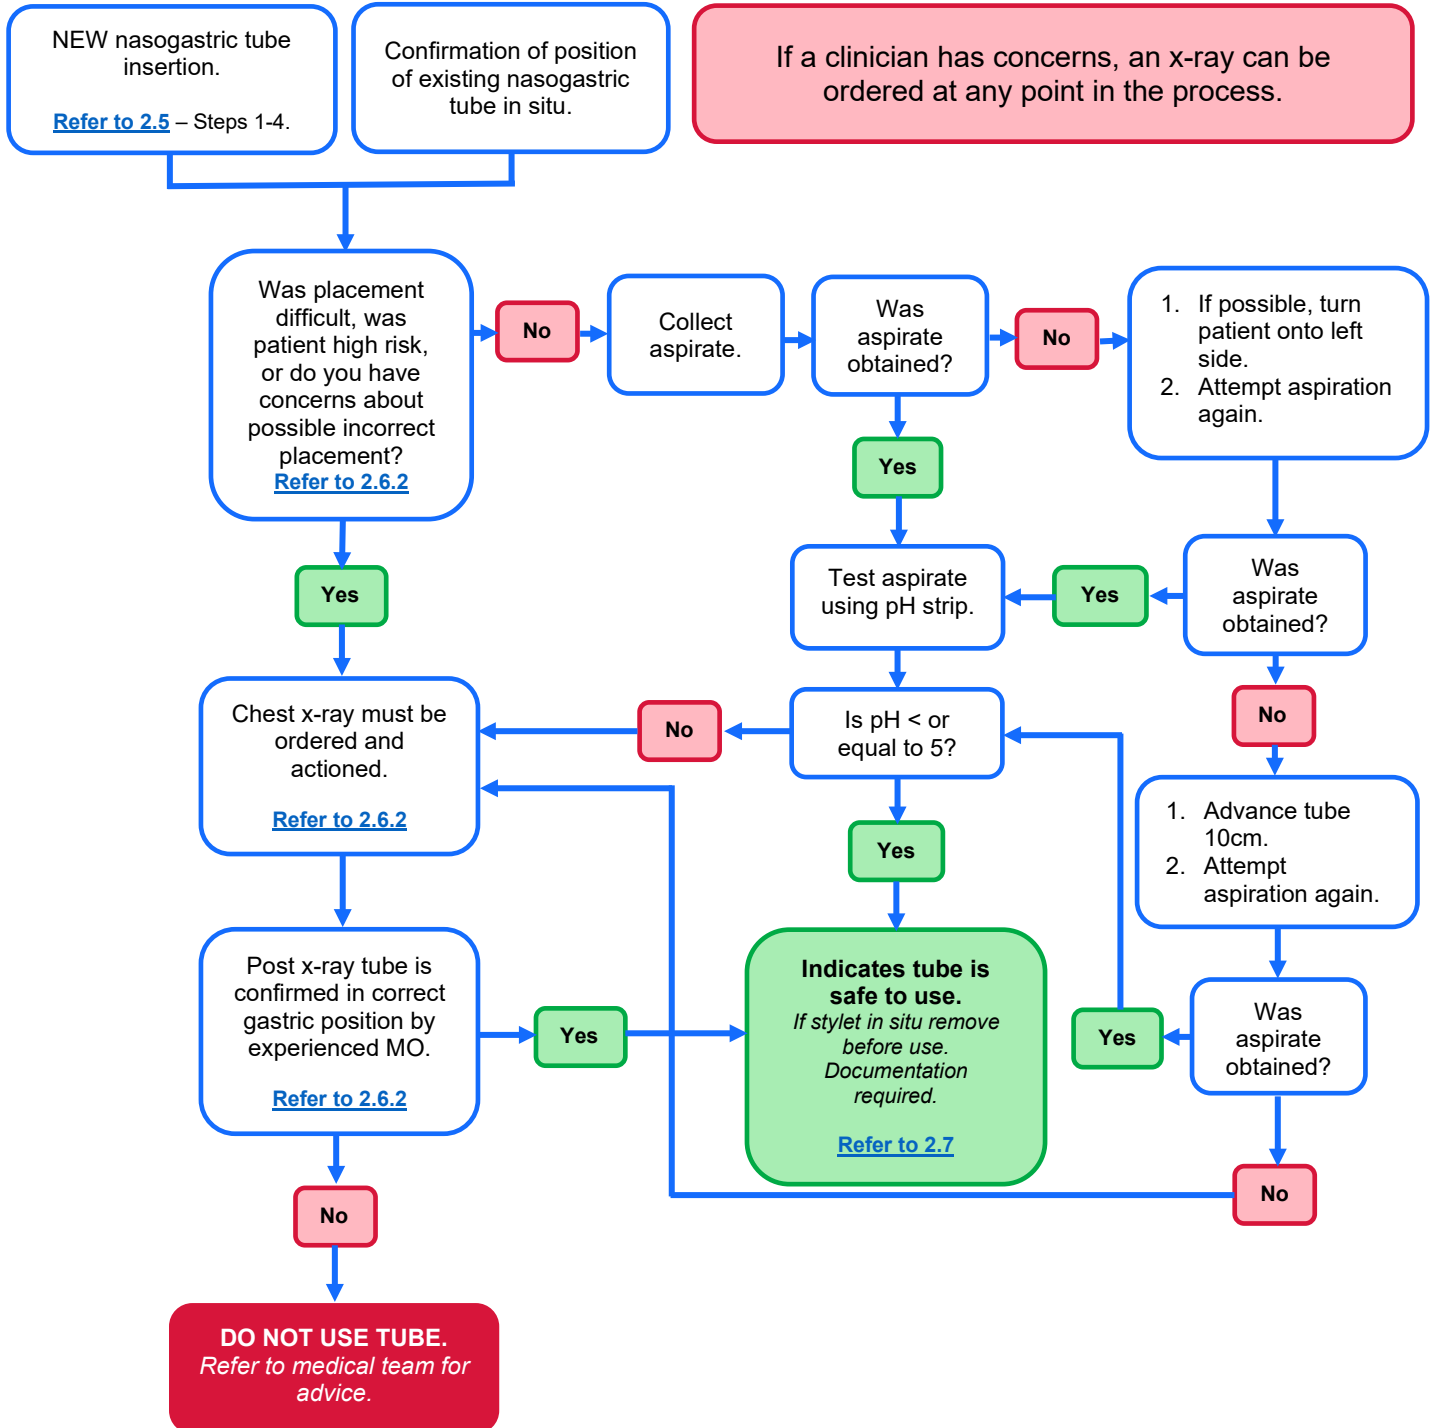 NEW nasogastric tube
insertion.
Refer to 2.5 – Steps 1-4.
Confirmation of position
of existing nasogastric
tube in situ.
If a clinician has concerns, an x-ray can be
ordered at any point in the process.
Was placement
difficult, was
patient high risk,
or do you have
concerns about
possible incorrect
placement?
Refer to 2.6.2
No
Collect
aspirate.
Was
aspirate
obtained?
No
1. If possible, turn
patient onto left
side.
2. Attempt aspiration
again.
Yes
Yes
Test aspirate
using pH strip.
Yes
Was
aspirate
obtained?
Chest x-ray must be
ordered and
actioned.
Refer to 2.6.2
No
Is pH < or
equal to 5?
No
Yes
1. Advance tube
10cm.
2. Attempt
aspiration again.
Post x-ray tube is
confirmed in correct
gastric position by
experienced MO.
Refer to 2.6.2
Yes
Indicates tube is
safe to use.
If stylet in situ remove
before use.
Documentation
required.
Refer to 2.7
Yes
Was
aspirate
obtained?
No
No
DO NOT USE TUBE.
Refer to medical team for
advice.